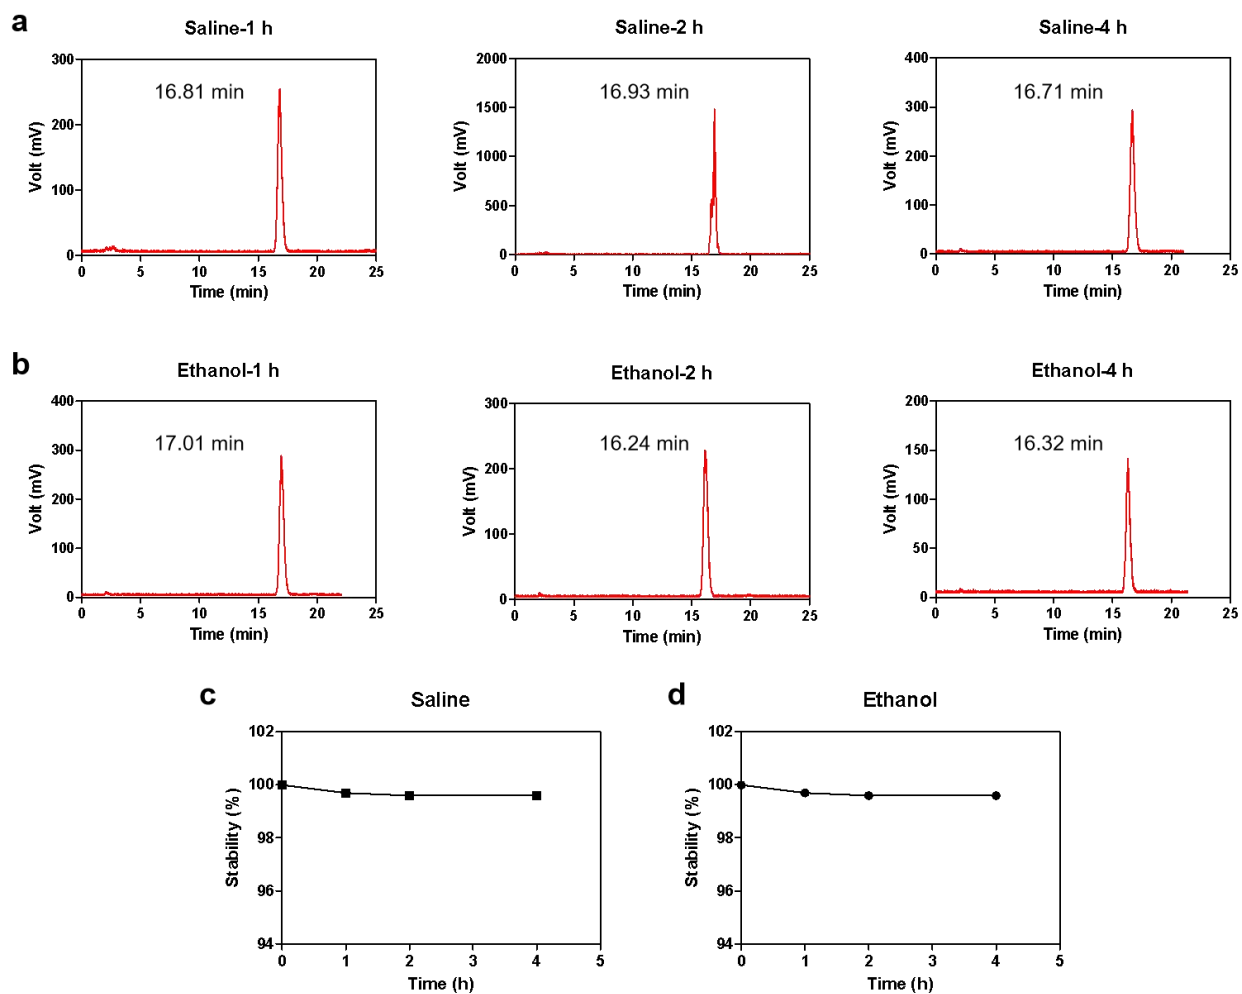 a
Saline-1 h
Saline-2 h
Saline-4 h
300
200
100
0
Volt (mV)
16.81 min
0 5 10 15 20 25
Time (min)
2000
1500
1000
500
0
Volt (mV)
16.93 min
0 5 10 15 20 25
Time (min)
400
300
200
100
0
Volt (mV)
16.71 min
0 5 10 15 20 25
Time (min)
b
Ethanol-1 h
Ethanol-2 h
Ethanol-4 h
400
300
200
100
0
Volt (mV)
17.01 min
0 5 10 15 20 25
Time (min)
300
200
100
0
Volt (mV)
16.24 min
0 5 10 15 20 25
Time (min)
200
150
100
50
0
Volt (mV)
16.32 min
0 5 10 15 20 25
Time (min)
c
Saline
102
100
98
96
94
Stability (%)
0 1 2 3 4 5
Time (h)
d
Ethanol
102
100
98
96
94
Stability (%)
0 1 2 3 4 5
Time (h)